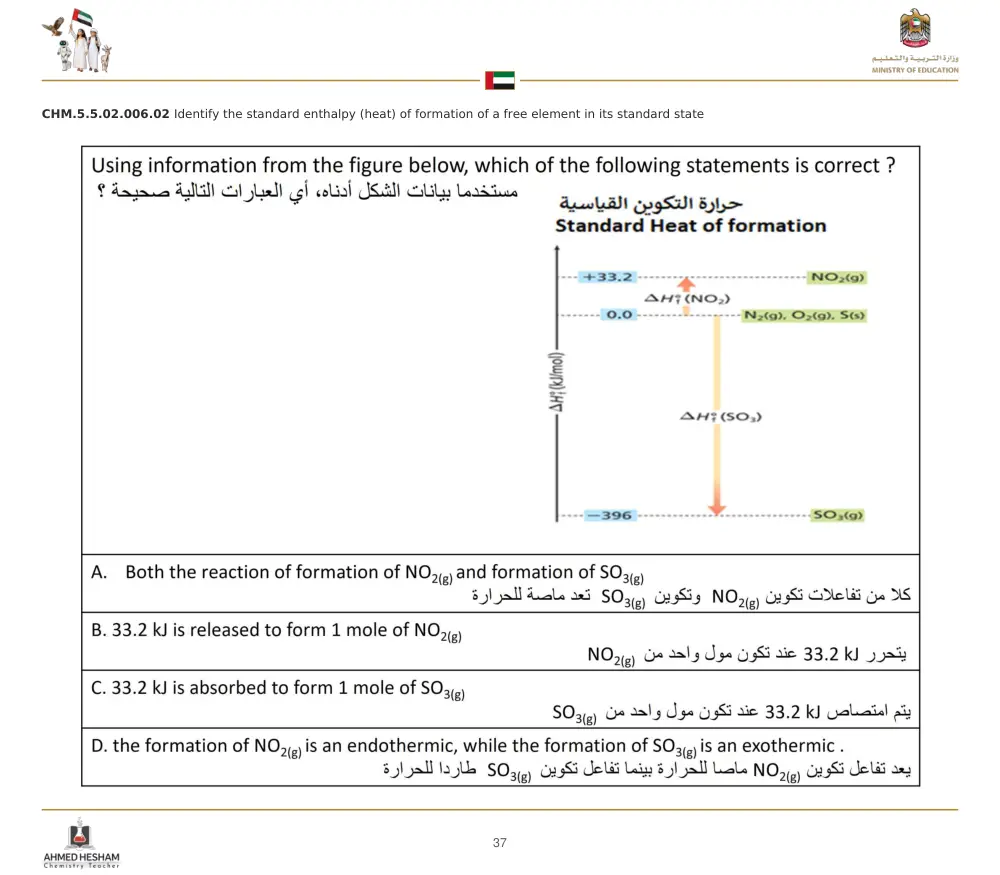 وزارة التربية والتعليم
MINISTRY OF EDUCATION
CHM.5.5.02.006.02 Identify the standard enthalpy (heat) of formation of a free element in its standard state
Using information from the figure below, which of the following statements is correct ?
مستخدما بيانات الشكل أدناه، أي العبارات التالية صحيحة ؟
حرارة التكوين القياسية
Standard Heat of formation
+33.2 NO₂(g)
ΔH°f (NO₂)
0.0 N₂(g), O₂(g), S(s)
ΔH°f (kJ/mol)
ΔH°f (SO₃)
−396 SO₃(g)
A. Both the reaction of formation of NO₂(g) and formation of SO₃(g)
كلا من تفاعلات تكوين NO₂(g) وتكوين SO₃(g) تعد ماصة للحرارة
B. 33.2 kJ is released to form 1 mole of NO₂(g)
يتحرر 33.2 kJ عند تكون مول واحد من NO₂(g)
C. 33.2 kJ is absorbed to form 1 mole of SO₃(g)
يتم امتصاص 33.2 kJ عند تكون مول واحد من SO₃(g)
D. the formation of NO₂(g) is an endothermic, while the formation of SO₃(g) is an exothermic .
يعد تفاعل تكوين NO₂(g) ماصا للحرارة بينما تفاعل تكوين SO₃(g) طاردا للحرارة
AHMED HESHAM
Chemistry Teacher
37